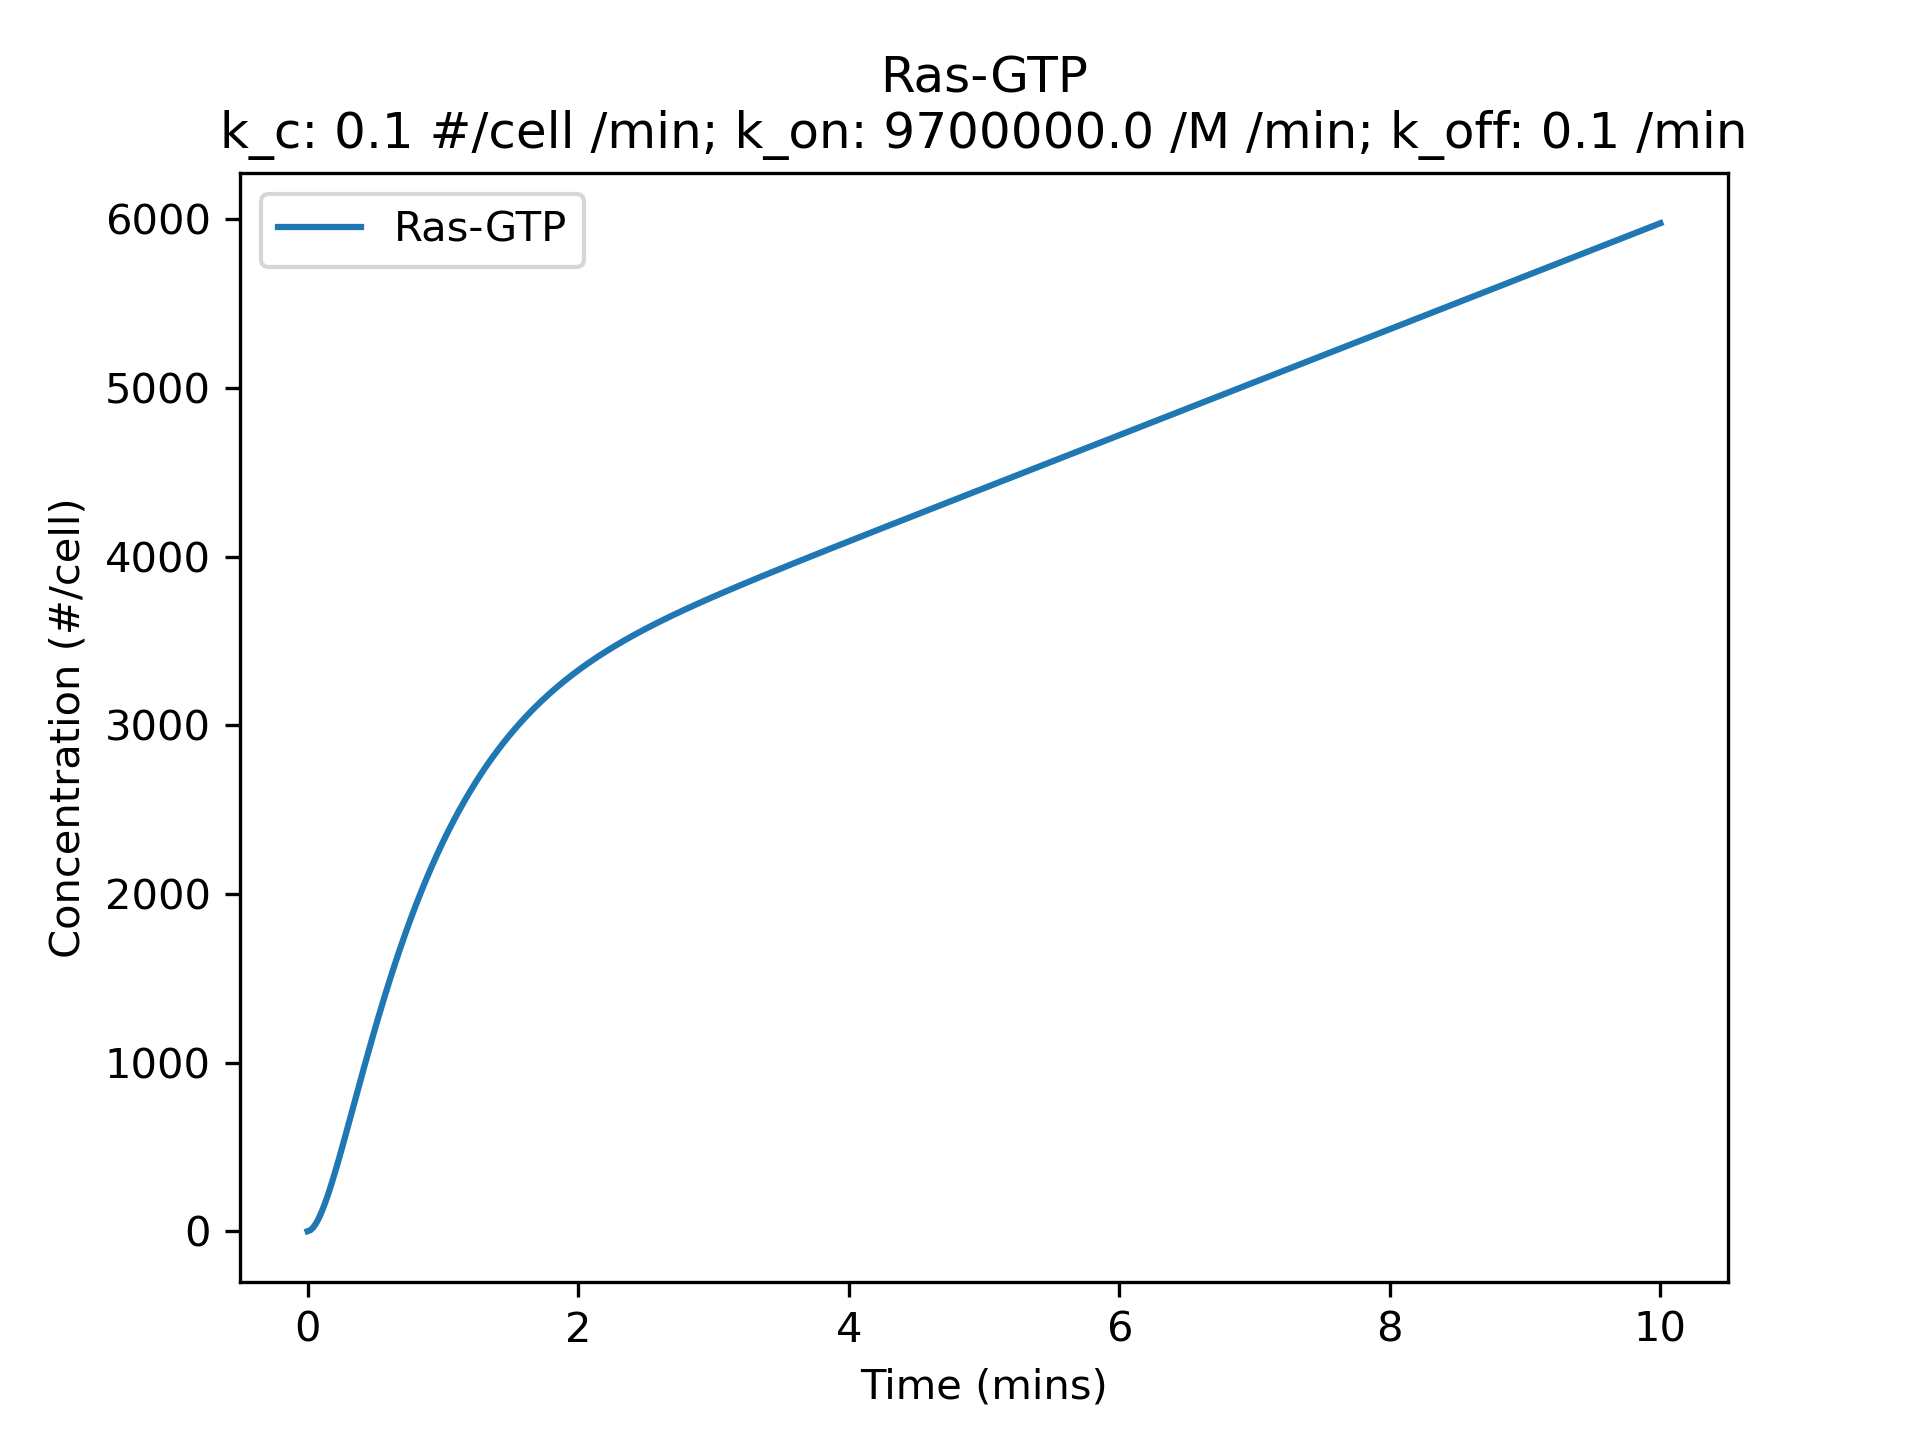 Ras-GTP
k_c: 0.1 #/cell /min; k_on: 9700000.0 /M /min; k_off: 0.1 /min
Ras-GTP
6000
5000
4000
3000
2000
1000
0
Concentration (#/cell)
0 2 4 6 8 10
Time (mins)